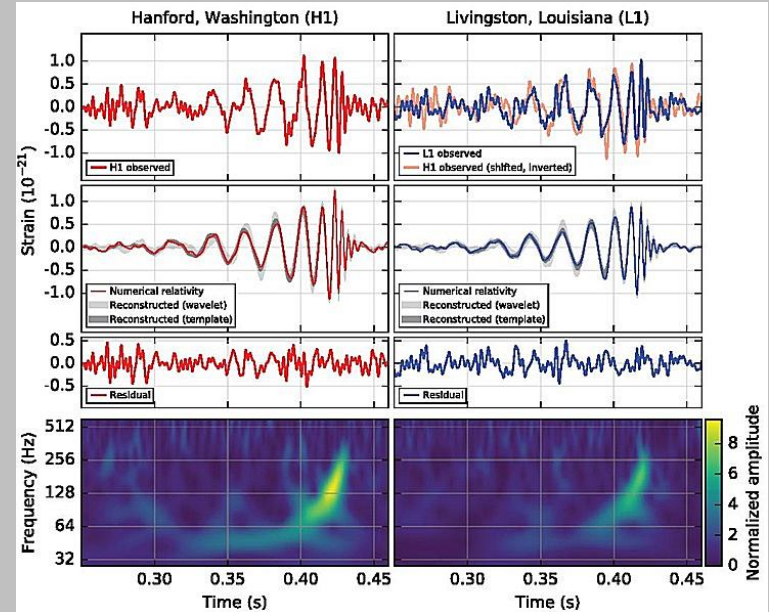 Hanford, Washington (H1)
Livingston, Louisiana (L1)
Strain (10⁻²¹)
1.0
0.5
0.0
-0.5
-1.0
H1 observed
L1 observed
H1 observed (shifted, inverted)
1.0
0.5
0.0
-0.5
-1.0
Numerical relativity
Reconstructed (wavelet)
Reconstructed (template)
Numerical relativity
Reconstructed (wavelet)
Reconstructed (template)
0.5
0.0
-0.5
Residual
Residual
Frequency (Hz)
512
256
128
64
32
0.30 0.35 0.40 0.45
Time (s)
0.30 0.35 0.40 0.45
Time (s)
8
6
4
2
0
Normalized amplitude